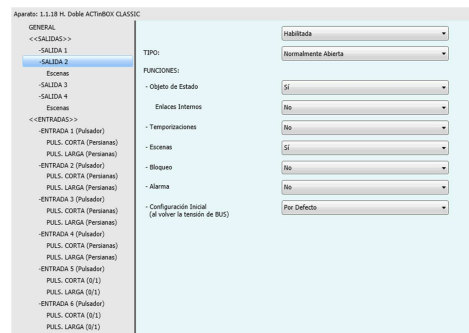 Aparato: 1.1.18 H. Doble ACTinBOX CLASSIC
GENERAL
<<SALIDAS>>
-SALIDA 1
-SALIDA 2
Escenas
-SALIDA 3
-SALIDA 4
Escenas
<<ENTRADAS>>
-ENTRADA 1 (Pulsador)
PULS. CORTA (Persianas)
PULS. LARGA (Persianas)
-ENTRADA 2 (Pulsador)
PULS. CORTA (Persianas)
PULS. LARGA (Persianas)
-ENTRADA 3 (Pulsador)
PULS. CORTA (Persianas)
PULS. LARGA (Persianas)
-ENTRADA 4 (Pulsador)
PULS. CORTA (Persianas)
PULS. LARGA (Persianas)
-ENTRADA 5 (Pulsador)
PULS. CORTA (0/1)
PULS. LARGA (0/1)
-ENTRADA 6 (Pulsador)
PULS. CORTA (0/1)
PULS. LARGA (0/1)
Habilitada
TIPO: Normalmente Abierta
FUNCIONES:
- Objeto de Estado Sí
Enlaces Internos No
- Temporizaciones No
- Escenas Sí
- Bloqueo No
- Alarma No
- Configuración Inicial Por Defecto
(al volver la tensión de BUS)